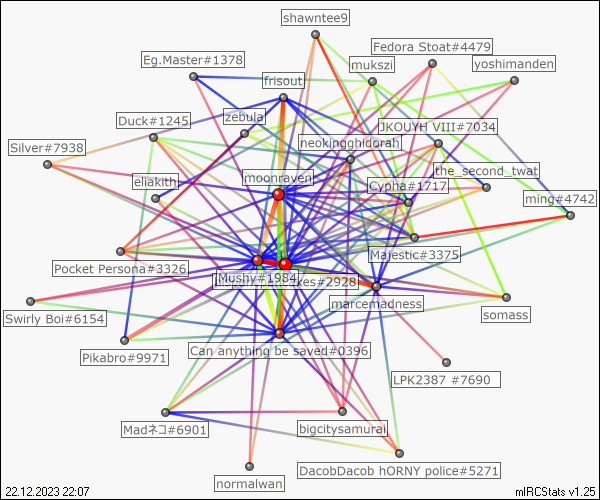 shawntee9
Fedora Stoat#4479
Eg.Master#1378
mukszi
yoshimanden
frisout
zebula
Duck#1245
JKOUYH VIII#7034
neokingghidorah
Silver#7938
the_second_twat
moonraven
eliakith
Cypha#1717
ming#4742
Majestic#3375
Pocket Persona#3326
Mushy#1984
kes#2928
marcemadness
Swirly Boi#6154
somass
Pikabro#9971
Can anything be saved#0396
LPK2387 #7690
Madネコ#6901
bigcitysamurai
DacobDacob hORNY police#5271
normalwan
22.12.2023 22:07
mIRCStats v1.25